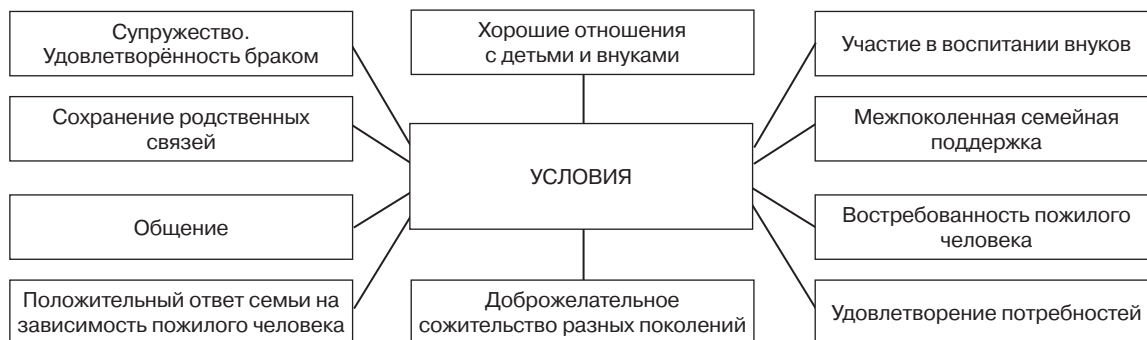 Супружество.
Удовлетворённость браком
Хорошие отношения
с детьми и внуками
Участие в воспитании внуков
Сохранение родственных
связей
УСЛОВИЯ
Межпоколенная семейная
поддержка
Общение
Востребованность пожилого
человека
Положительный ответ семьи на
зависимость пожилого человека
Доброжелательное
сожительство разных поколений
Удовлетворение потребностей